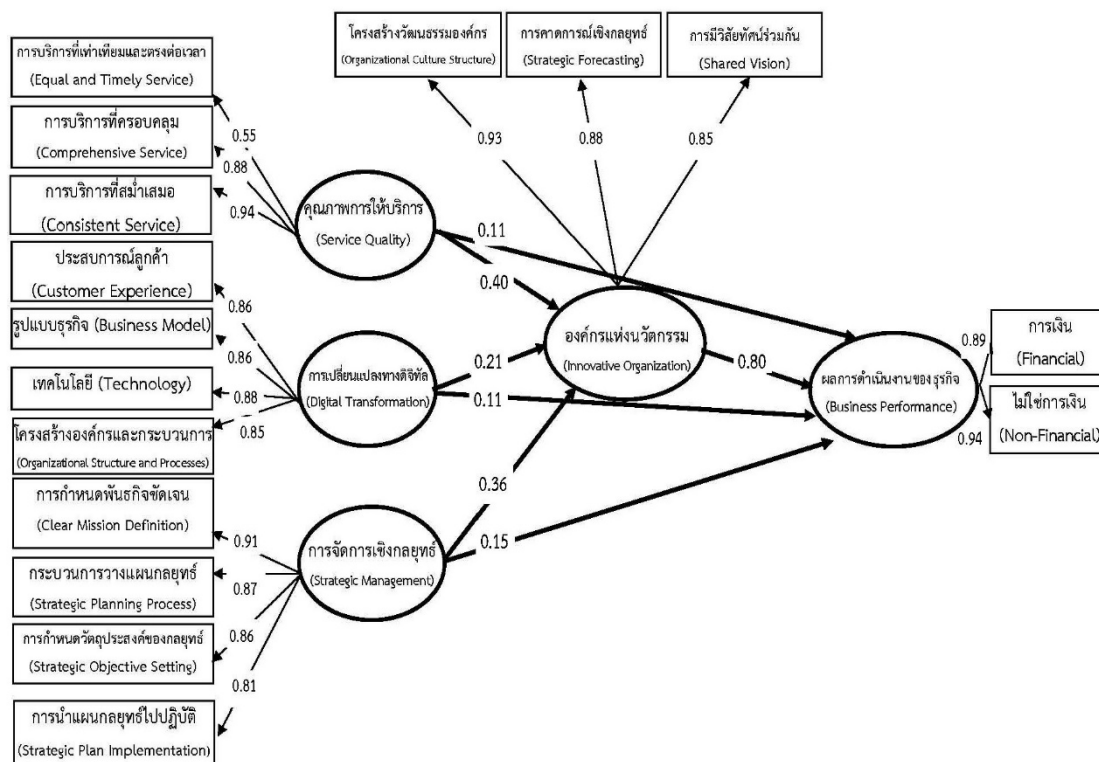 โครงสร้างวัฒนธรรมองค์กร
(Organizational Culture Structure)
การคาดการณ์เชิงกลยุทธ์
(Strategic Forecasting)
การมีวิสัยทัศน์ร่วมกัน
(Shared Vision)
0.93
0.88
0.85
การบริการที่เท่าเทียมและตรงต่อเวลา
(Equal and Timely Service)
การบริการที่ครอบคลุม
(Comprehensive Service)
การบริการที่สม่ำเสมอ
(Consistent Service)
0.55
0.88
0.94
คุณภาพการให้บริการ
(Service Quality)
0.11
0.40
ประสบการณ์ลูกค้า
(Customer Experience)
รูปแบบธุรกิจ (Business Model)
เทคโนโลยี (Technology)
โครงสร้างองค์กรและกระบวนการ
(Organizational Structure and Processes)
0.86
0.86
0.88
0.85
การเปลี่ยนแปลงทางดิจิทัล
(Digital Transformation)
0.21
0.11
องค์กรแห่งนวัตกรรม
(Innovative Organization)
0.80
ผลการดำเนินงานของธุรกิจ
(Business Performance)
0.89
0.94
การเงิน
(Financial)
ไม่ใช่การเงิน
(Non-Financial)
การกำหนดพันธกิจชัดเจน
(Clear Mission Definition)
กระบวนการวางแผนกลยุทธ์
(Strategic Planning Process)
การกำหนดวัตถุประสงค์ของกลยุทธ์
(Strategic Objective Setting)
การนำแผนกลยุทธ์ไปปฏิบัติ
(Strategic Plan Implementation)
0.91
0.87
0.86
0.81
การจัดการเชิงกลยุทธ์
(Strategic Management)
0.36
0.15